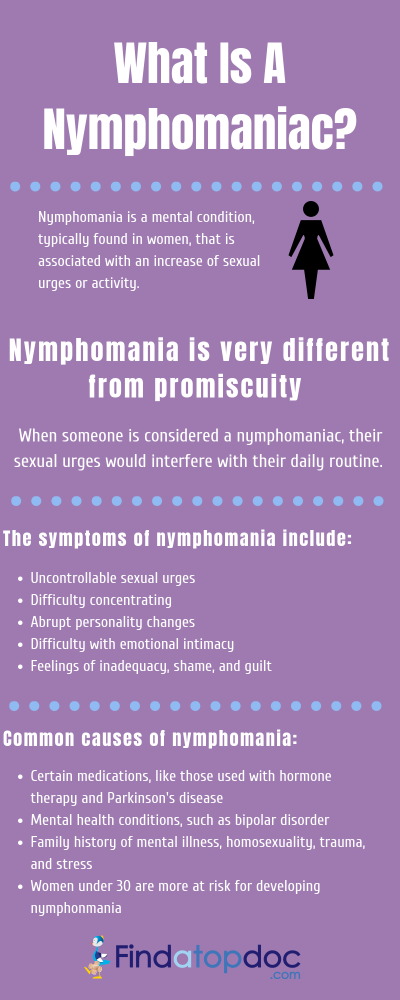 What Is A
Nymphomaniac?
Nymphomania is a mental condition,
typically found in women, that is
associated with an increase of sexual
urges or activity.
Nymphomania is very different
from promiscuity
When someone is considered a nymphomaniac, their
sexual urges would interfere with their daily routine.
The symptoms of nymphomania include:
• Uncontrollable sexual urges
• Difficulty concentrating
• Abrupt personality changes
• Difficulty with emotional intimacy
• Feelings of inadequacy, shame, and guilt
Common causes of nymphomania:
• Certain medications, like those used with hormone
therapy and Parkinson's disease
• Mental health conditions, such as bipolar disorder
• Family history of mental illness, homosexuality, trauma,
and stress
• Women under 30 are more at risk for developing
nymphonmania
Findatopdoc
.com